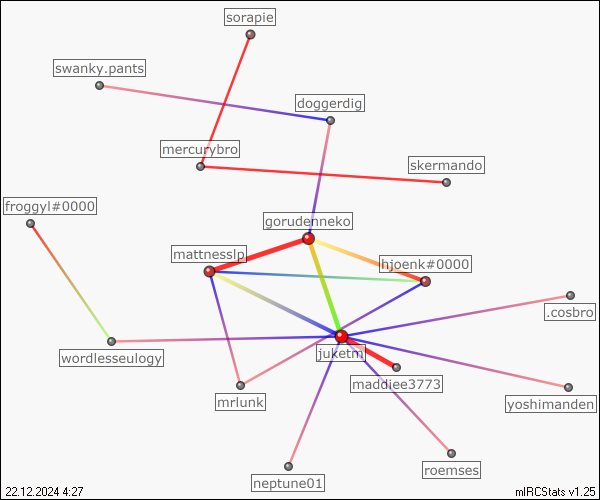 sorapie
swanky.pants
doggerdig
mercurybro
skermando
froggyl#0000
gorudenneko
mattnesslp
hjoenk#0000
.cosbro
juketm
wordlesseulogy
maddiee3773
mrlunk
yoshimanden
roemses
neptune01
22.12.2024 4:27
mIRCStats v1.25